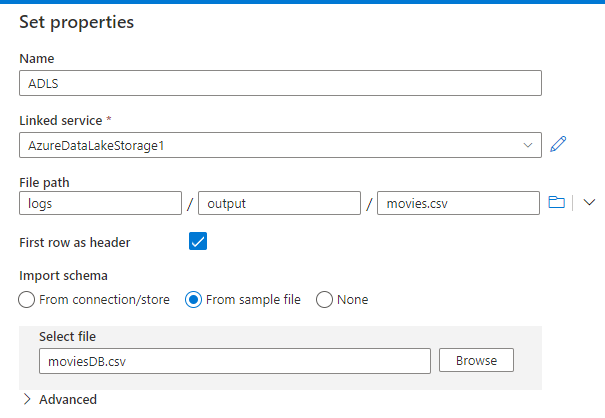 Set properties
Name
ADLS
Linked service *
AzureDataLakeStorage1
File path
logs / output / movies.csv
First row as header
Import schema
From connection/store From sample file None
Select file
moviesDB.csv Browse
Advanced